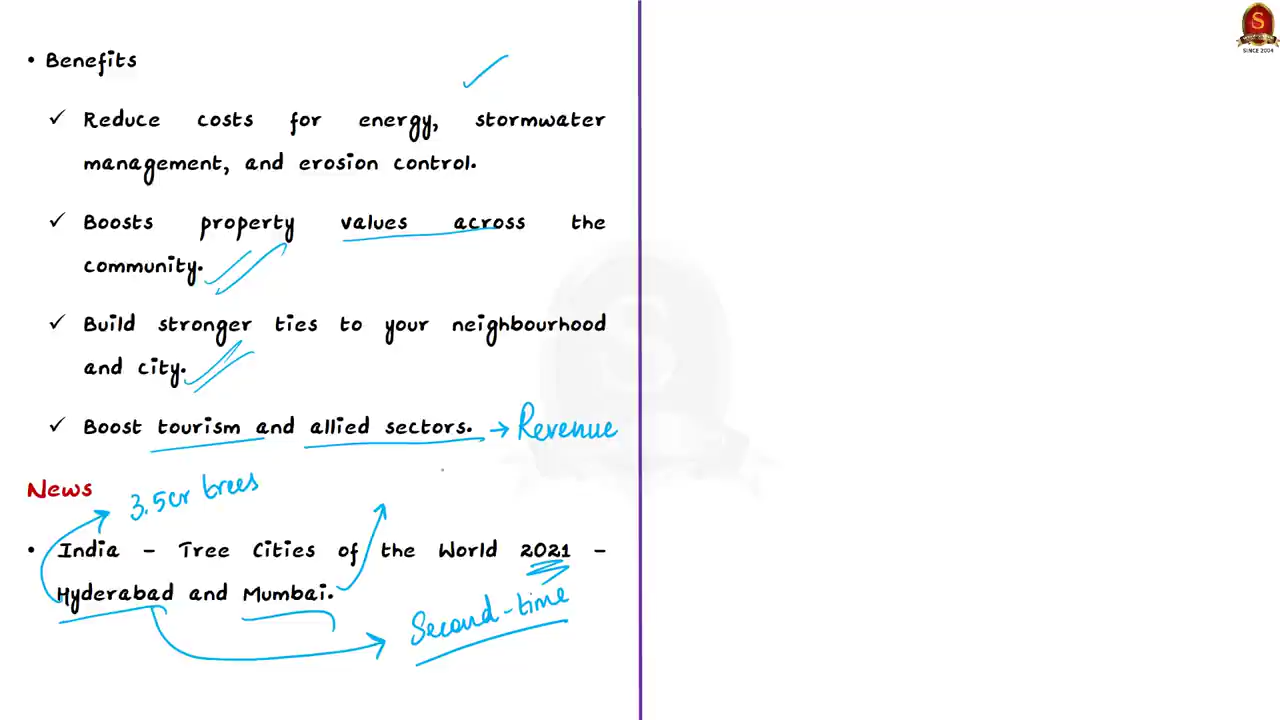 • Benefits
✓ Reduce costs for energy, stormwater
management, and erosion control.
✓ Boosts property values across the
community.
✓ Build stronger ties to your neighbourhood
and city.
✓ Boost tourism and allied sectors. → Revenue
News
3.5cr trees
• India – Tree Cities of the World 2021 –
Hyderabad and Mumbai.
Second-time
S
SINCE 2004